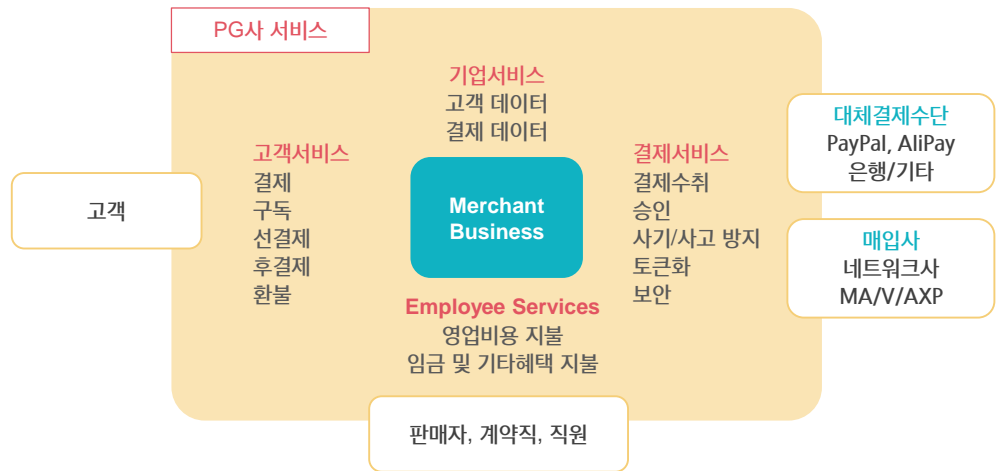 PG사 서비스
기업서비스
고객 데이터
결제 데이터
고객서비스
결제
구독
선결제
후결제
환불
고객
Merchant
Business
결제서비스
결제수취
승인
사기/사고 방지
토큰화
보안
대체결제수단
PayPal, AliPay
은행/기타
매입사
네트워크사
MA/V/AXP
Employee Services
영업비용 지불
임금 및 기타혜택 지불
판매자, 계약직, 직원